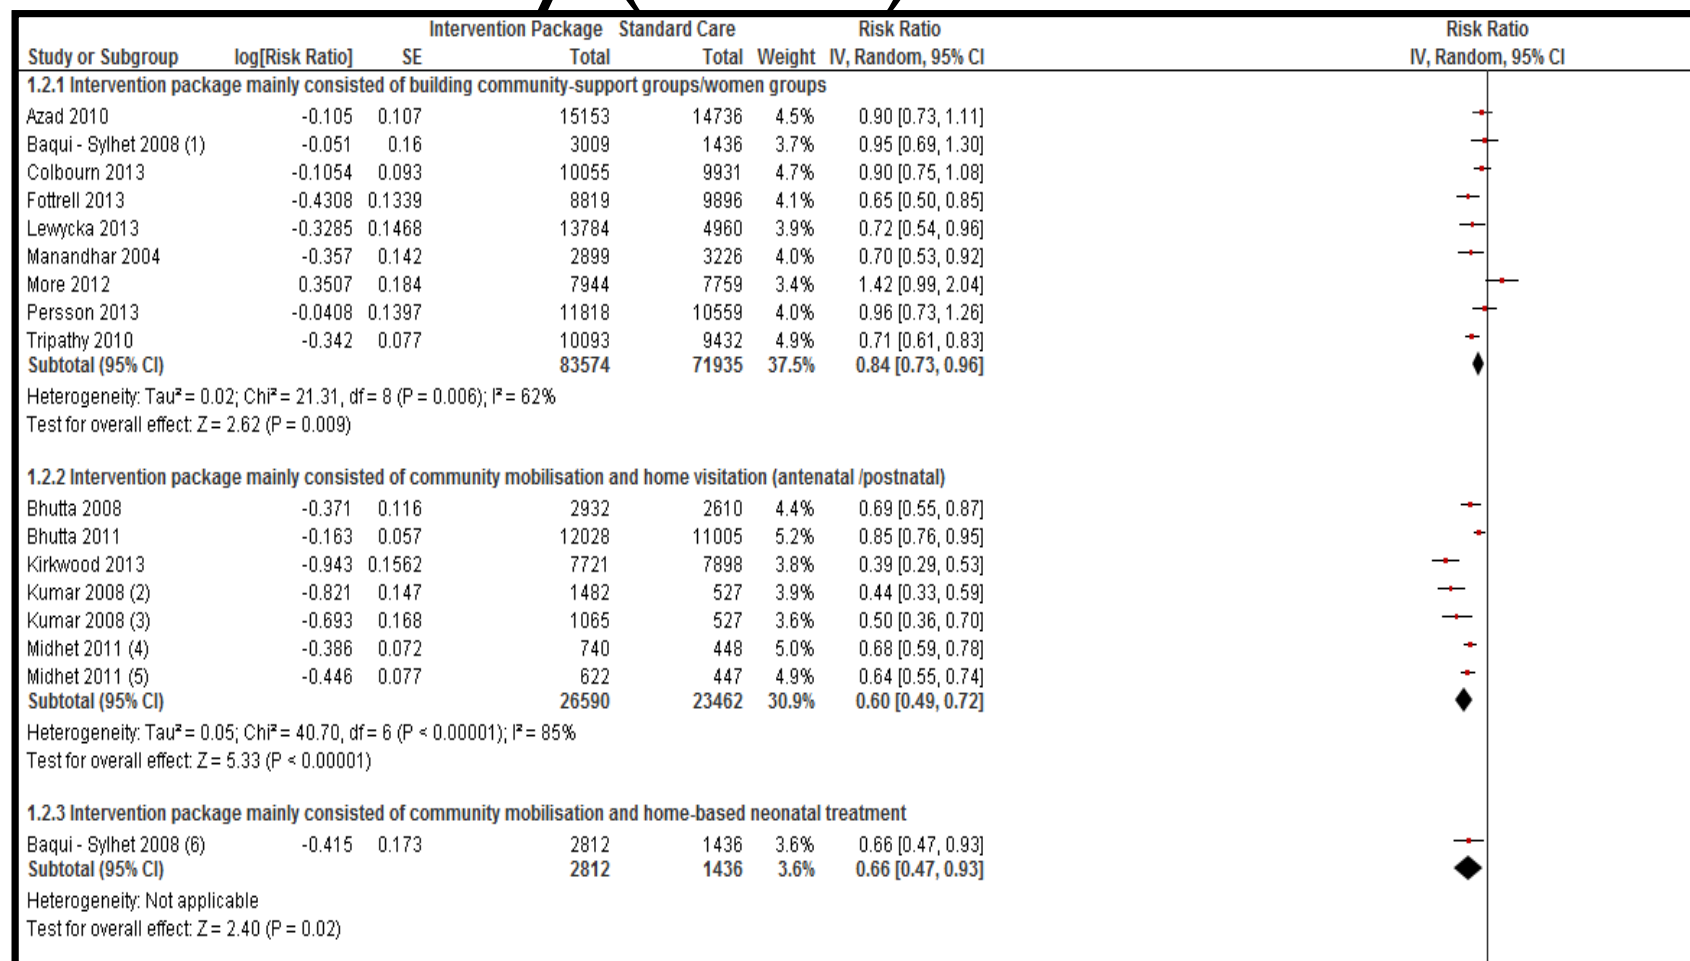 Intervention Package Standard Care Risk Ratio Risk Ratio
Study or Subgroup log[Risk Ratio] SE Total Total Weight IV, Random, 95% CI IV, Random, 95% CI
1.2.1 Intervention package mainly consisted of building community-support groups/women groups
Azad 2010 -0.105 0.107 15153 14736 4.5% 0.90 [0.73, 1.11]
Baqui - Sylhet 2008 (1) -0.051 0.16 3009 1436 3.7% 0.95 [0.69, 1.30]
Colbourn 2013 -0.1054 0.093 10055 9931 4.7% 0.90 [0.75, 1.08]
Fottrell 2013 -0.4308 0.1339 8819 9896 4.1% 0.65 [0.50, 0.85]
Lewycka 2013 -0.3285 0.1468 13784 4960 3.9% 0.72 [0.54, 0.96]
Manandhar 2004 -0.357 0.142 2899 3226 4.0% 0.70 [0.53, 0.92]
More 2012 0.3507 0.184 7944 7759 3.4% 1.42 [0.99, 2.04]
Persson 2013 -0.0408 0.1397 11818 10559 4.0% 0.96 [0.73, 1.26]
Tripathy 2010 -0.342 0.077 10093 9432 4.9% 0.71 [0.61, 0.83]
Subtotal (95% CI) 83574 71935 37.5% 0.84 [0.73, 0.96]
Heterogeneity: Tau² = 0.02; Chi² = 21.31, df = 8 (P = 0.006); I² = 62%
Test for overall effect: Z = 2.62 (P = 0.009)
1.2.2 Intervention package mainly consisted of community mobilisation and home visitation (antenatal /postnatal)
Bhutta 2008 -0.371 0.116 2932 2610 4.4% 0.69 [0.55, 0.87]
Bhutta 2011 -0.163 0.057 12028 11005 5.2% 0.85 [0.76, 0.95]
Kirkwood 2013 -0.943 0.1562 7721 7898 3.8% 0.39 [0.29, 0.53]
Kumar 2008 (2) -0.821 0.147 1482 527 3.9% 0.44 [0.33, 0.59]
Kumar 2008 (3) -0.693 0.168 1065 527 3.6% 0.50 [0.36, 0.70]
Midhet 2011 (4) -0.386 0.072 740 448 5.0% 0.68 [0.59, 0.78]
Midhet 2011 (5) -0.446 0.077 622 447 4.9% 0.64 [0.55, 0.74]
Subtotal (95% CI) 26590 23462 30.9% 0.60 [0.49, 0.72]
Heterogeneity: Tau² = 0.05; Chi² = 40.70, df = 6 (P < 0.00001); I² = 85%
Test for overall effect: Z = 5.33 (P < 0.00001)
1.2.3 Intervention package mainly consisted of community mobilisation and home-based neonatal treatment
Baqui - Sylhet 2008 (6) -0.415 0.173 2812 1436 3.6% 0.66 [0.47, 0.93]
Subtotal (95% CI) 2812 1436 3.6% 0.66 [0.47, 0.93]
Heterogeneity: Not applicable
Test for overall effect: Z = 2.40 (P = 0.02)